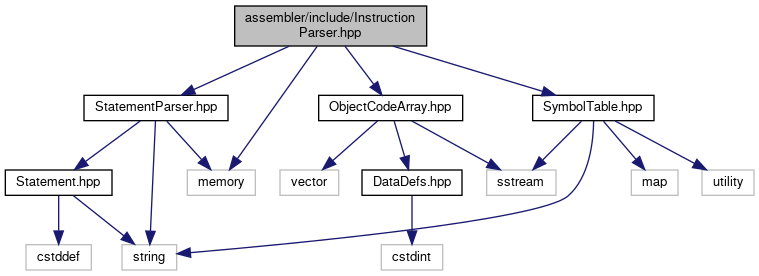 assembler/include/Instruction
Parser.hpp
StatementParser.hpp
ObjectCodeArray.hpp
SymbolTable.hpp
Statement.hpp
memory
vector
DataDefs.hpp
sstream
map
utility
cstddef
string
cstdint